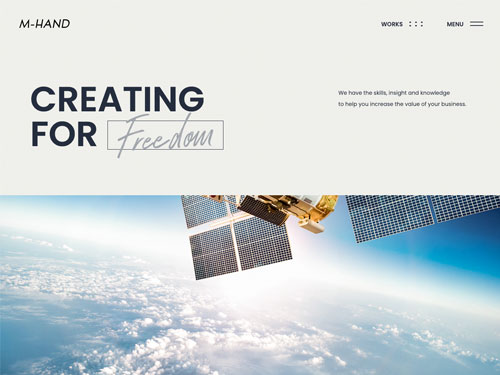 M-HAND
WORKS
MENU
CREATING
FOR Freedom
We have the skills, insight and knowledge
to help you increase the value of your business.